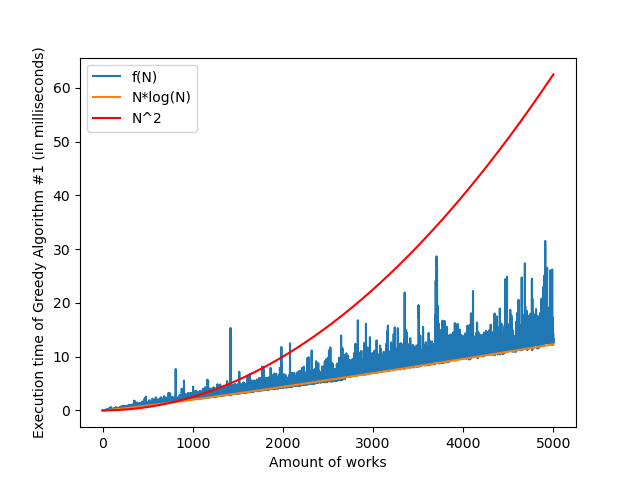 Execution time of Greedy Algorithm #1 (in milliseconds)
60
50
40
30
20
10
0
f(N)
N*log(N)
N^2
0 1000 2000 3000 4000 5000
Amount of works